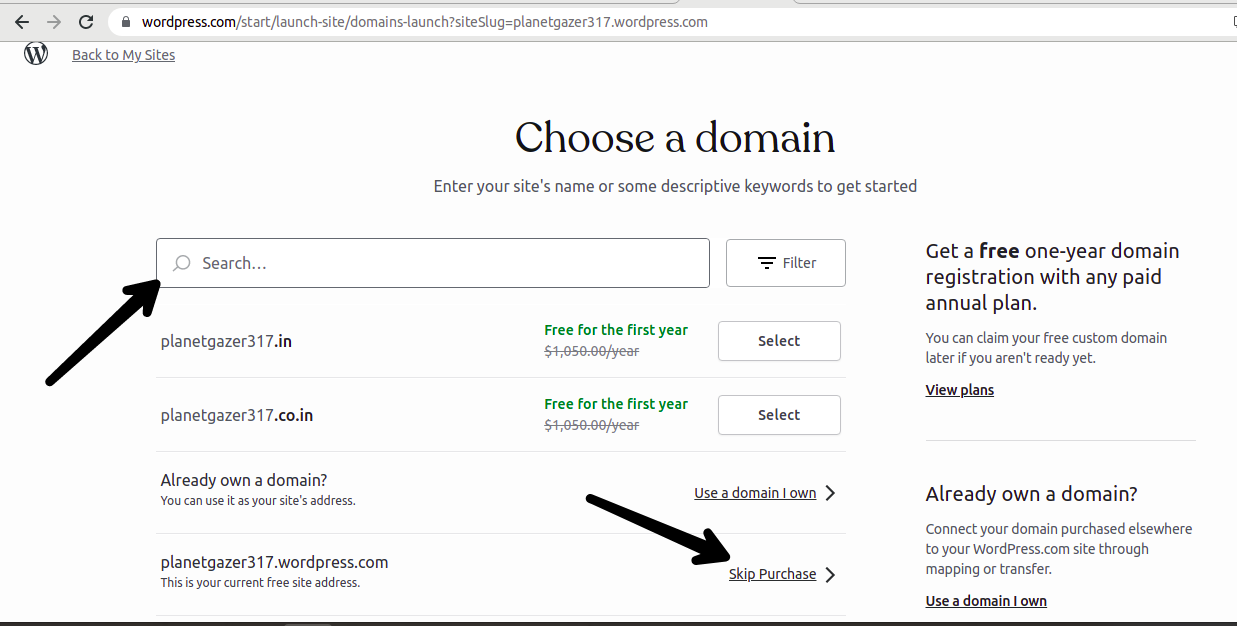 wordpress.com/start/launch-site/domains-launch?siteSlug=planetgazer317.wordpress.com
Back to My Sites
Choose a domain
Enter your site's name or some descriptive keywords to get started
Search...
Filter
planetgazer317.in
Free for the first year
$1,050.00/year
Select
planetgazer317.co.in
Free for the first year
$1,050.00/year
Select
Already own a domain?
You can use it as your site's address.
Use a domain I own
planetgazer317.wordpress.com
This is your current free site address.
Skip Purchase
Get a free one-year domain
registration with any paid
annual plan.
You can claim your free custom domain
later if you aren't ready yet.
View plans
Already own a domain?
Connect your domain purchased elsewhere
to your WordPress.com site through
mapping or transfer.
Use a domain I own